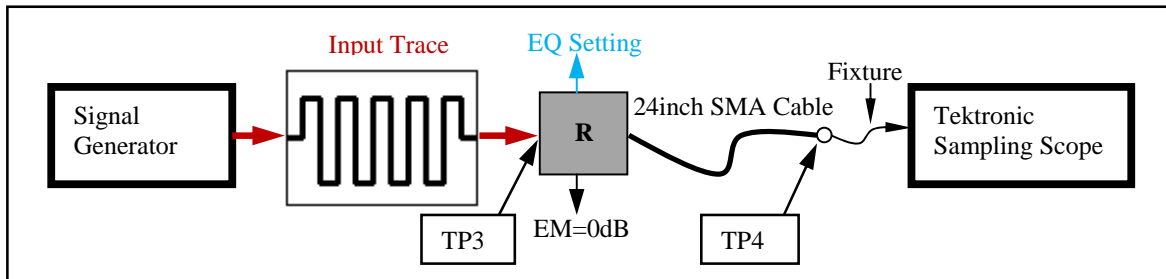 Input Trace
EQ Setting
Signal
Generator
R
24inch SMA Cable
Fixture
Tektronic
Sampling Scope
TP3
EM=0dB
TP4